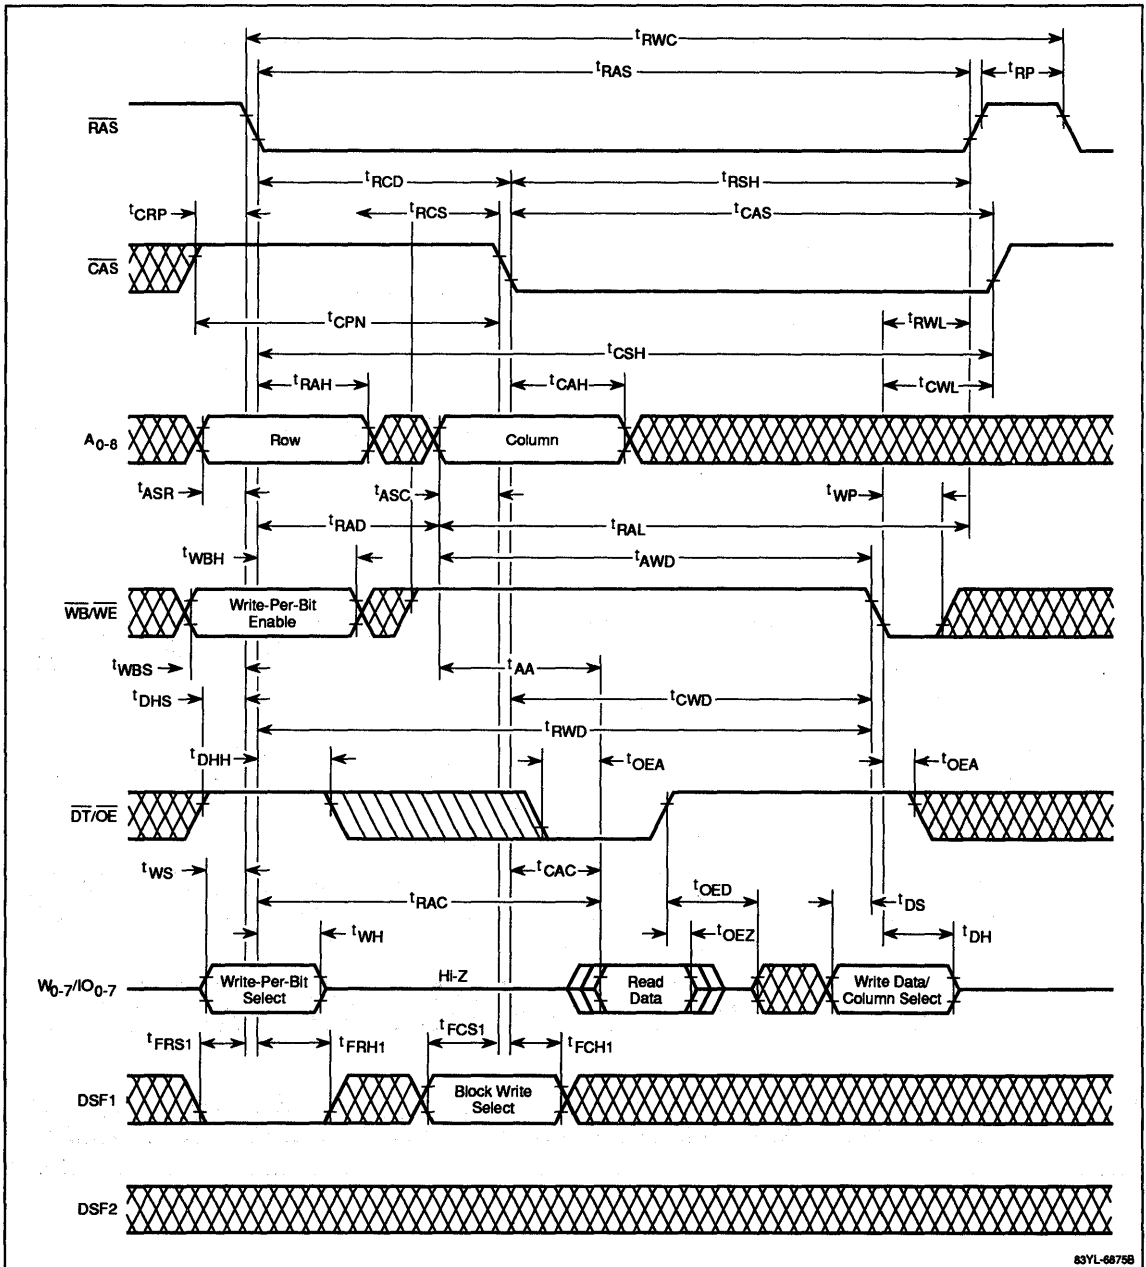 tRWC
tRAS
tRP
RAS
tRCD
tRSH
tCRP
tRCS
tCAS
CAS
tCPN
tRWL
tCSH
tRAH
tCAH
tCWL
A0-8
Row
Column
tASR
tASC
tWP
tRAD
tRAL
tWBH
tAWD
WB/WE
Write-Per-Bit
Enable
tWBS
tAA
tDHS
tCWD
tRWD
tDHH
tOEA
tOEA
DT/OE
tWS
tCAC
tOED
tRAC
tDS
tWH
tOEZ
tDH
W0-7/IO0-7
Write-Per-Bit
Select
Hi-Z
Read
Data
Write Data/
Column Select
tFRS1
tFRH1
tFCS1
tFCH1
DSF1
Block Write
Select
DSF2
83YL-6875B